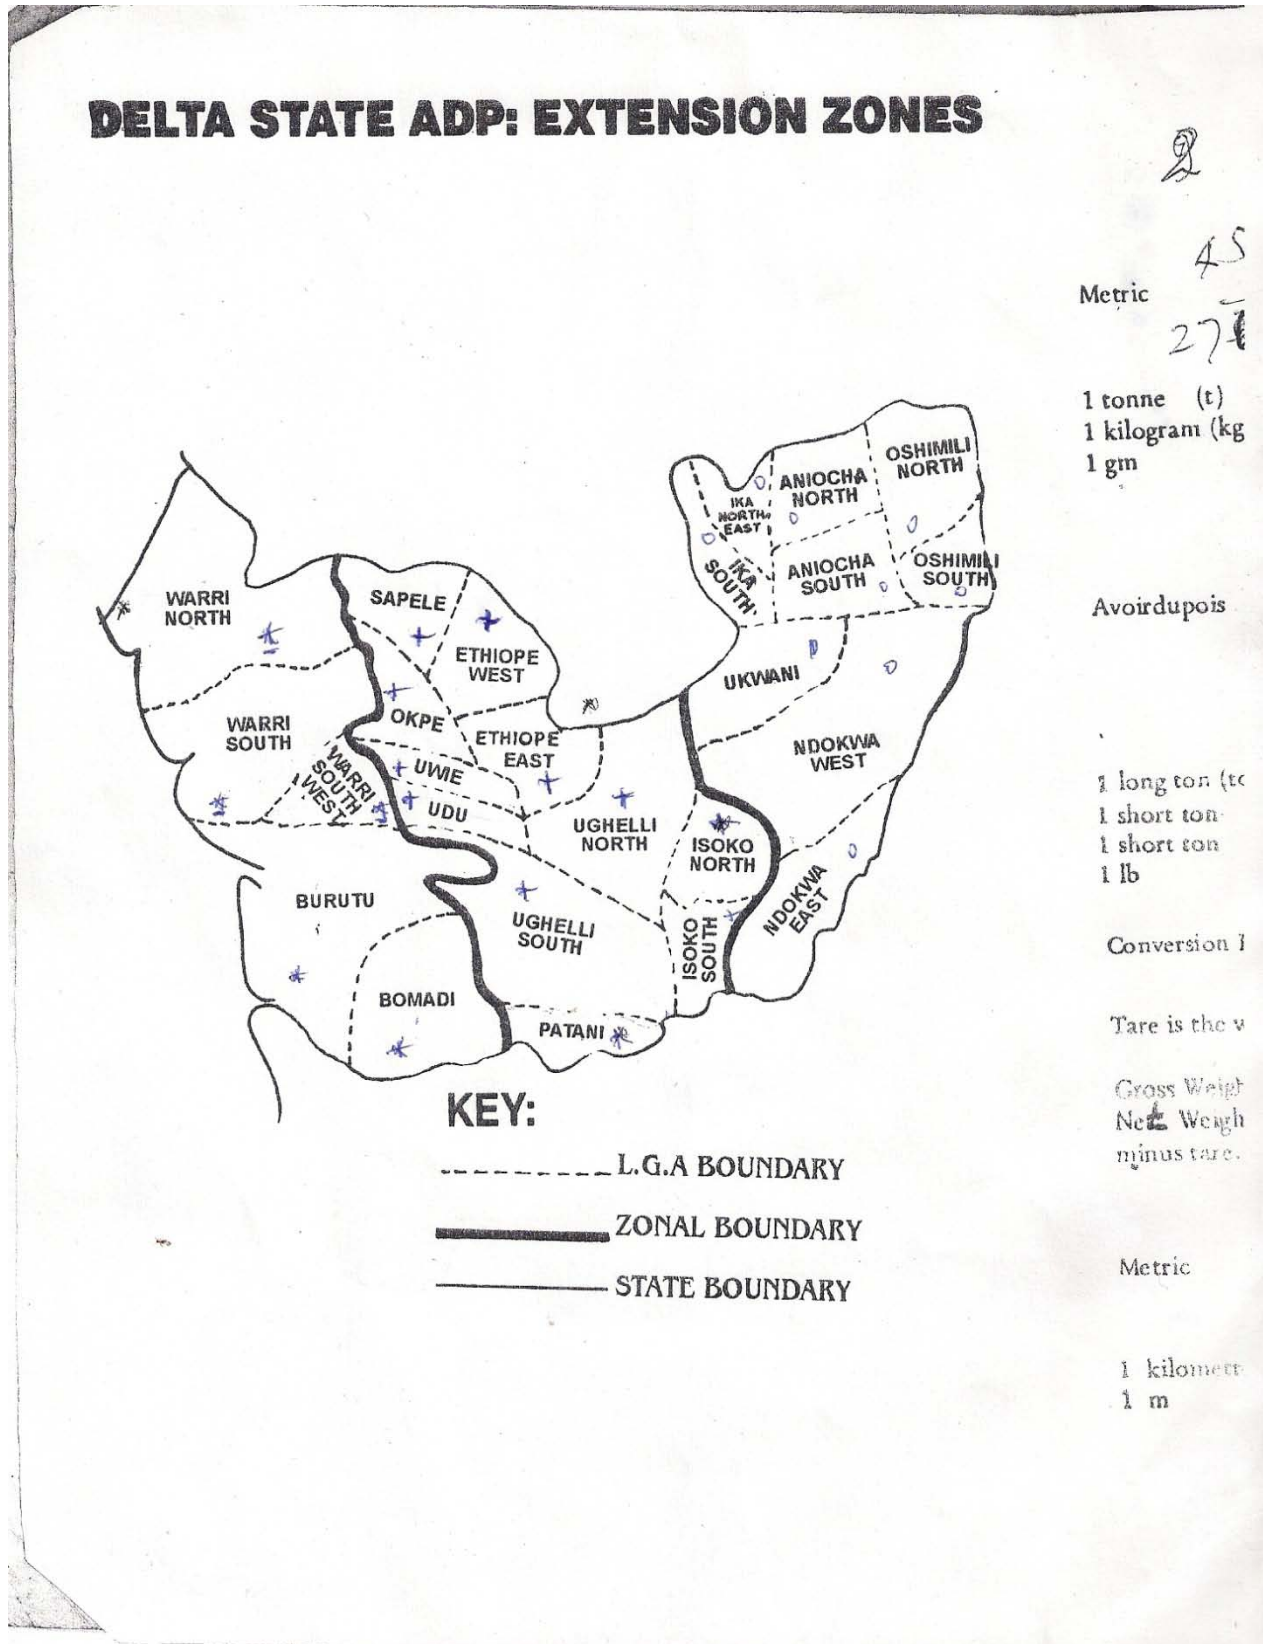 DELTA STATE ADP: EXTENSION ZONES
2
45
Metric
27
1 tonne (t)
1 kilogram (kg
1 gm
OSHIMILI
NORTH
ANIOCHA
NORTH
IKA
NORTH
EAST
IKA
SOUTH
ANIOCHA
SOUTH
OSHIMILI
SOUTH
WARRI
NORTH
SAPELE
ETHIOPE
WEST
Avoirdupois
UKWANI
WARRI
SOUTH
OKPE
ETHIOPE
EAST
NDOKWA
WEST
WARRI
SOUTH
WEST
UWIE
UDU
UGHELLI
NORTH
ISOKO
NORTH
1 long ton (to
1 short ton
1 short ton
1 lb
BURUTU
UGHELLI
SOUTH
ISOKO
SOUTH
NDOKWA
EAST
Conversion
BOMADI
PATANI
Tare is the w
Gross Weigh
Net Weigh
minus tare.
KEY:
L.G.A BOUNDARY
ZONAL BOUNDARY
STATE BOUNDARY
Metric
1 kilometr
1 m